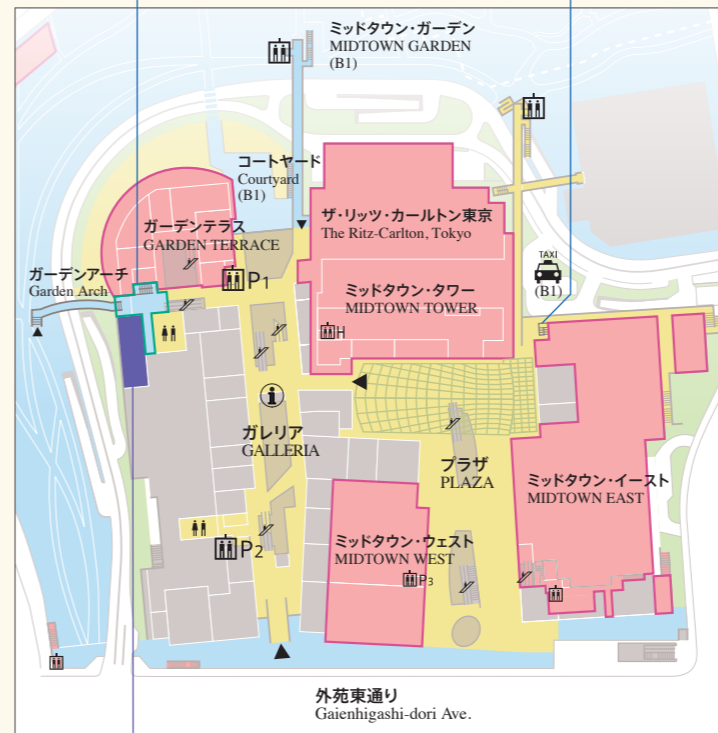 ミッドタウン・ガーデン
MIDTOWN GARDEN
(B1)
コートヤード
Courtyard
(B1)
ガーデンテラス
GARDEN TERRACE
ザ・リッツ・カールトン東京
The Ritz-Carlton, Tokyo
TAXI
(B1)
ガーデンアーチ
Garden Arch
P1
ミッドタウン・タワー
MIDTOWN TOWER
H
i
ガレリア
GALLERIA
プラザ
PLAZA
ミッドタウン・イースト
MIDTOWN EAST
P2
ミッドタウン・ウェスト
MIDTOWN WEST
P3
外苑東通り
Gaienhigashi-dori Ave.